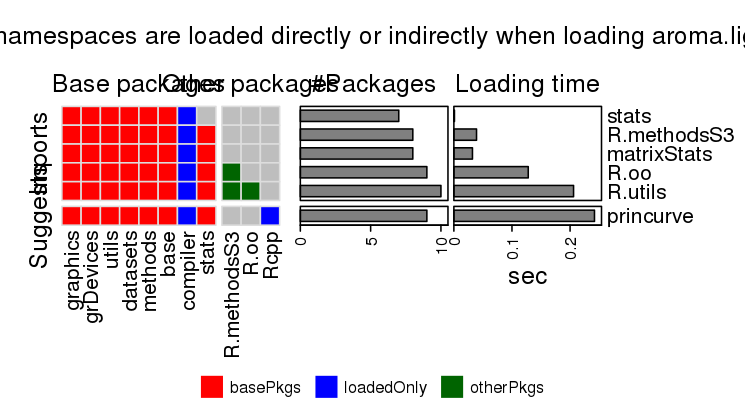 namespaces are loaded directly or indirectly when loading aroma.lig
Base packages
Other packages
#Packages
Loading time
Imports
Suggests
stats
R.methodsS3
matrixStats
R.oo
R.utils
princurve
graphics
grDevices
utils
datasets
methods
base
compiler
stats
R.methodsS3
R.oo
Rcpp
0
5
10
0
0.1
0.2
sec
basePkgs
loadedOnly
otherPkgs